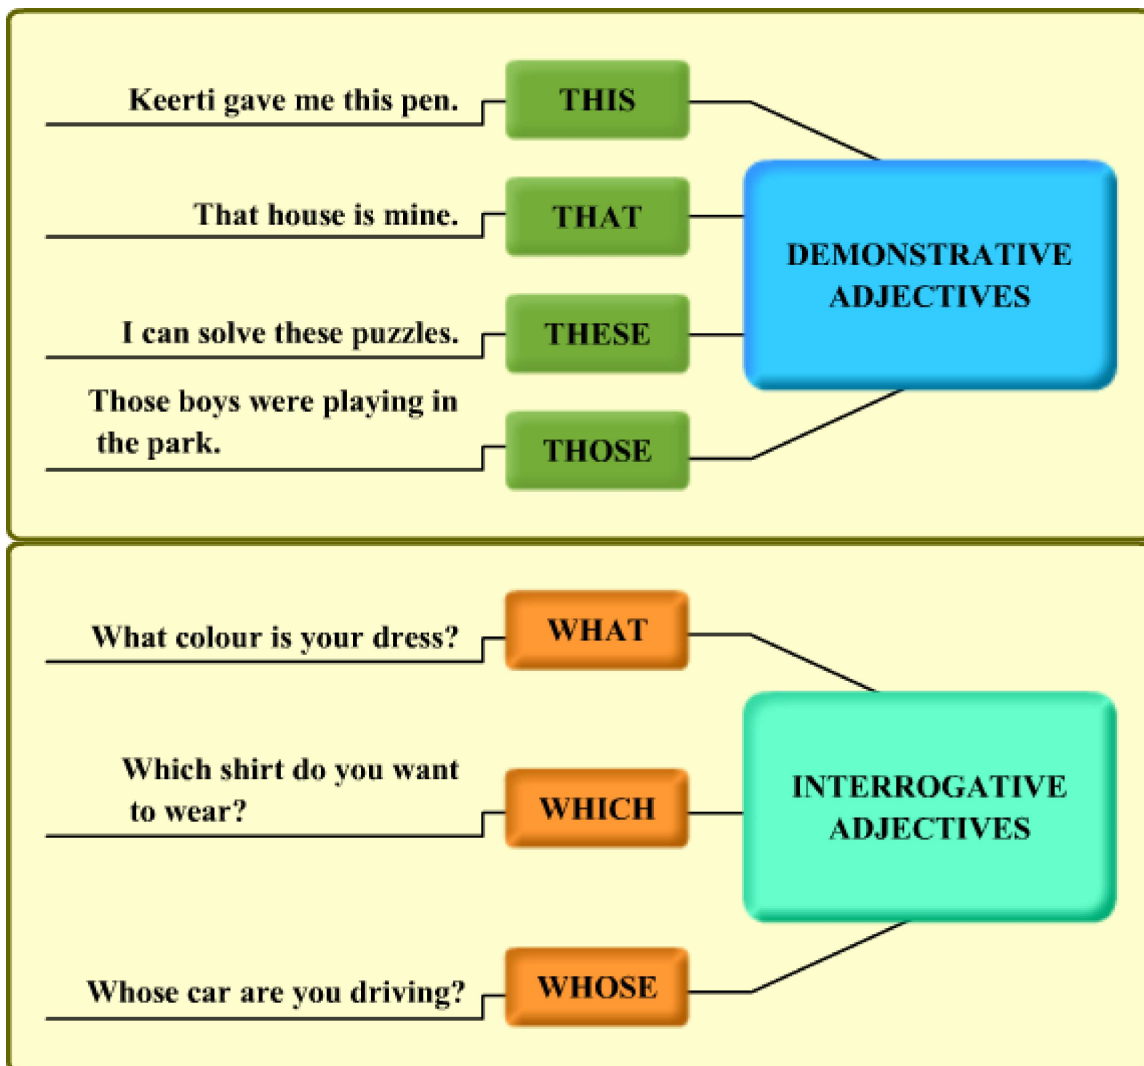 Keerti gave me this pen.
THIS
That house is mine.
THAT
DEMONSTRATIVE
ADJECTIVES
I can solve these puzzles.
THESE
Those boys were playing in
the park.
THOSE
What colour is your dress?
WHAT
Which shirt do you want
to wear?
WHICH
INTERROGATIVE
ADJECTIVES
Whose car are you driving?
WHOSE